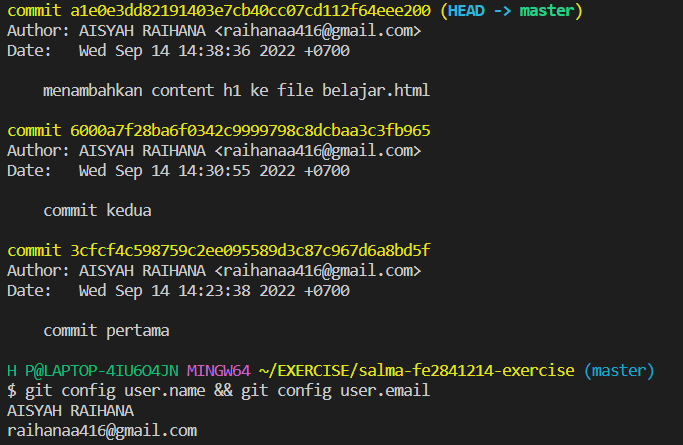 commit a1e0e3dd82191403e7cb40cc07cd112f64eee200 (HEAD -> master)
Author: AISYAH RAIHANA <raihanaa416@gmail.com>
Date:   Wed Sep 14 14:38:36 2022 +0700
menambahkan content h1 ke file belajar.html
commit 6000a7f28ba6f0342c9999798c8dcbaa3c3fb965
Author: AISYAH RAIHANA <raihanaa416@gmail.com>
Date:   Wed Sep 14 14:30:55 2022 +0700
commit kedua
commit 3cfcf4c598759c2ee095589d3c87c967d6a8bd5f
Author: AISYAH RAIHANA <raihanaa416@gmail.com>
Date:   Wed Sep 14 14:23:38 2022 +0700
commit pertama
H P@LAPTOP-4IU6O4JN MINGW64 ~/EXERCISE/salma-fe2841214-exercise (master)
$ git config user.name && git config user.email
AISYAH RAIHANA
raihanaa416@gmail.com